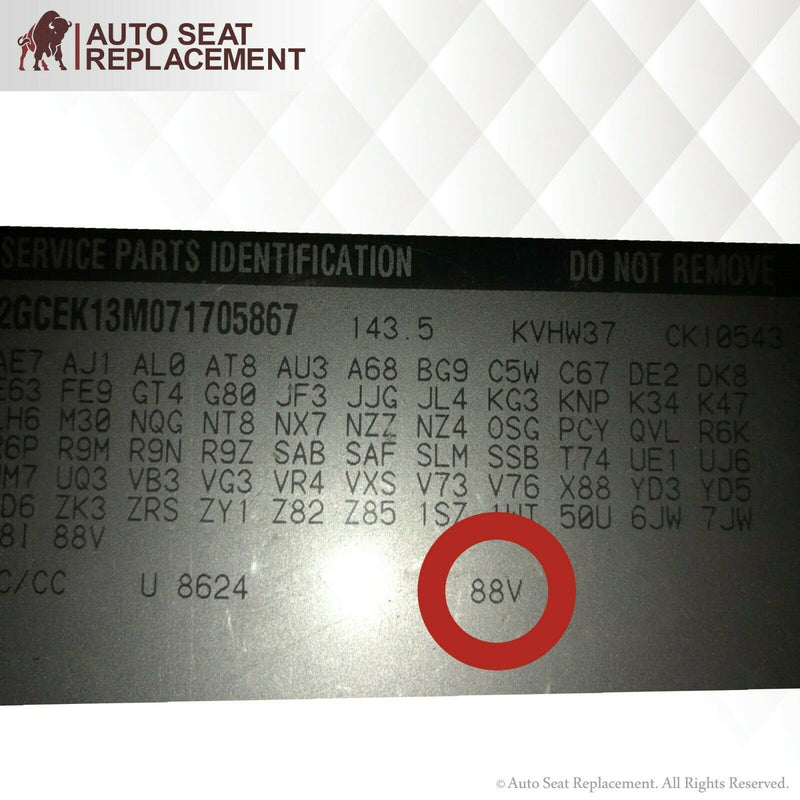 AUTO SEAT
REPLACEMENT
SERVICE PARTS IDENTIFICATION DO NOT REMOVE
2GCEK13M071705867 143.5 KVHW37 CK10543
AE7 AJ1 AL0 AT8 AU3 A68 BG9 C5W C67 DE2 DK8
E63 FE9 GT4 G80 JF3 JJG JL4 KG3 KNP K34 K47
LH6 M30 NQG NT8 NX7 NZZ NZ4 OSG PCY QVL R6K
R6P R9M R9N R9Z SAB SAF SLM SSB T74 UE1 UJ6
UM7 UQ3 VB3 VG3 VR4 VXS V73 V76 X88 YD3 YD5
D6 ZK3 ZRS ZY1 Z82 Z85 1SZ 1WT 50U 6JW 7JW
8I 88V
C/CC U 8624 88V
© Auto Seat Replacement. All Rights Reserved.